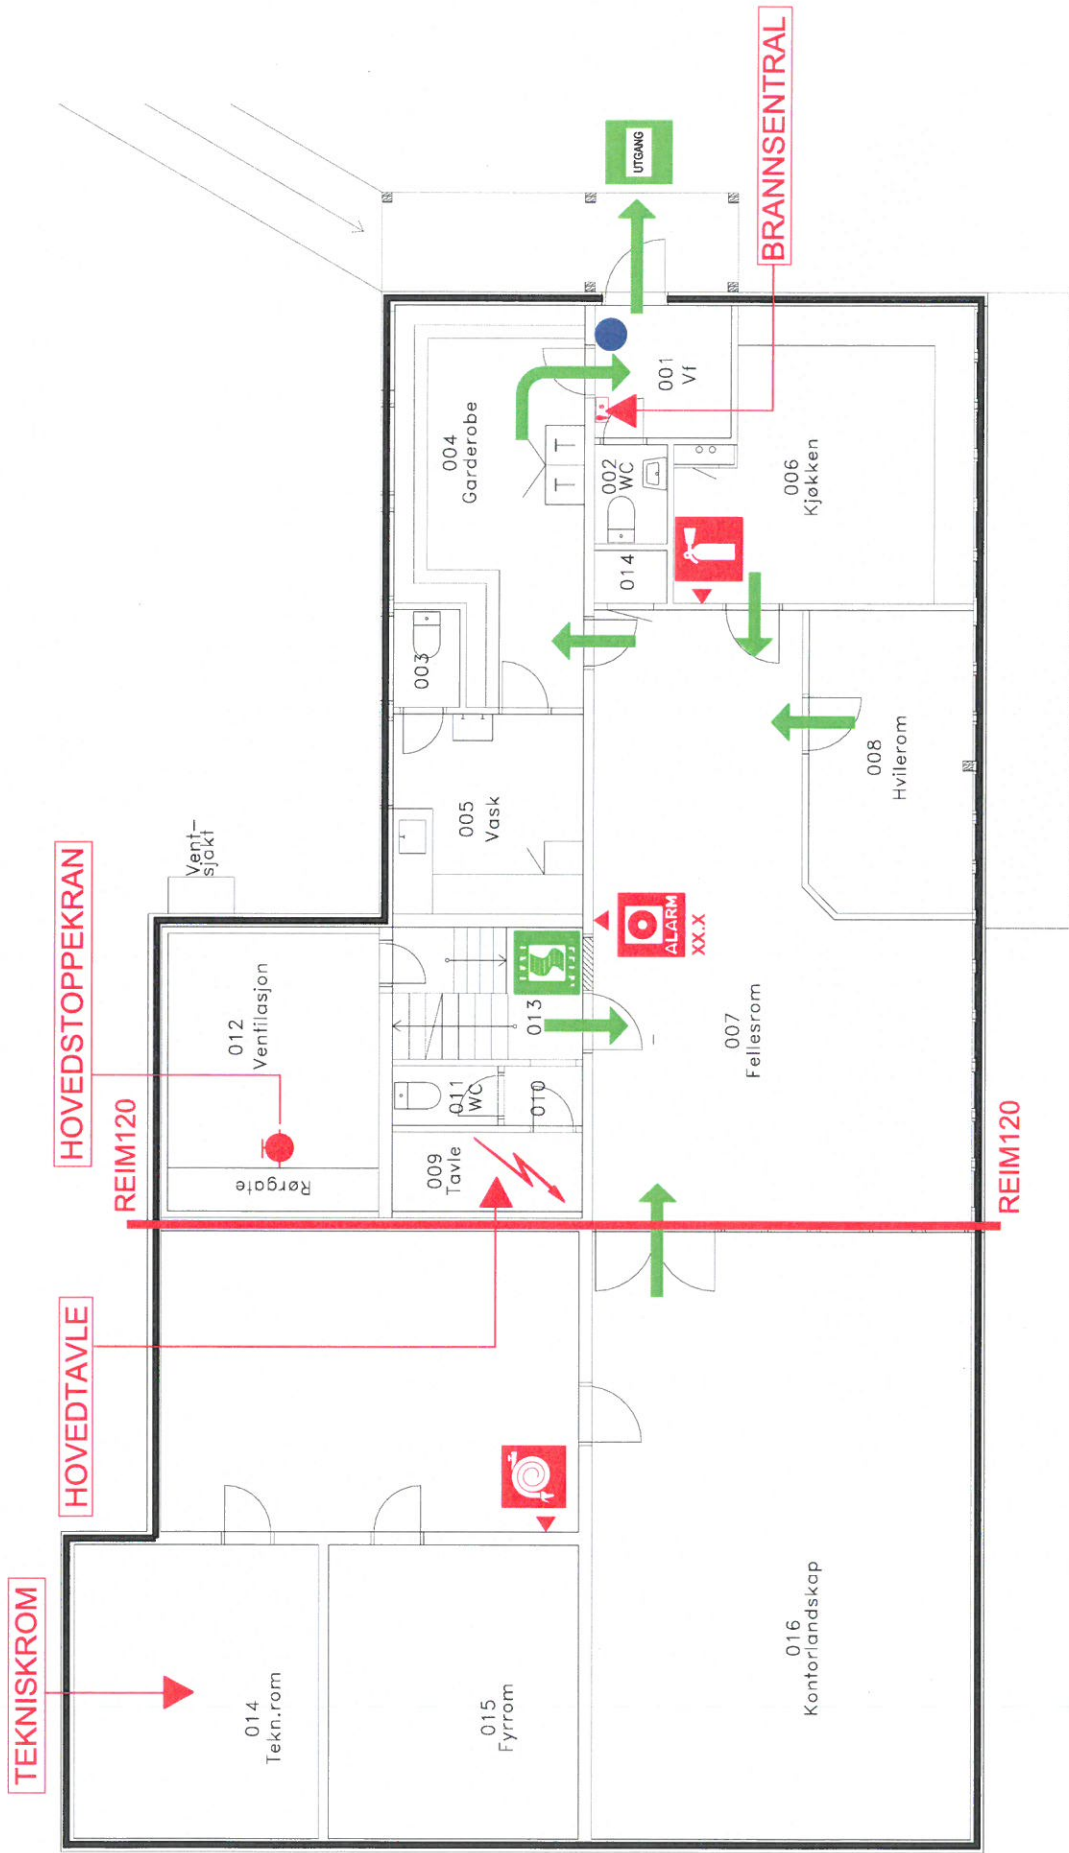 TEKNISKROM
HOVEDTAVLE
HOVEDSTOPPEKRAN
REIM120
BRANNSENTRAL
UTGANG
Vent-
sjakt
014
Tekn.rom
015
Fyrrom
016
Kontorlandskap
012
Ventilasjon
Rørgate
009
Tavle
011
WC
010
013
005
Vask
003
004
Garderobe
T
T
002
WC
014
001
Vf
006
Kjøkken
007
Fellesrom
008
Hvilerom
ALARM
XX.X
REIM120